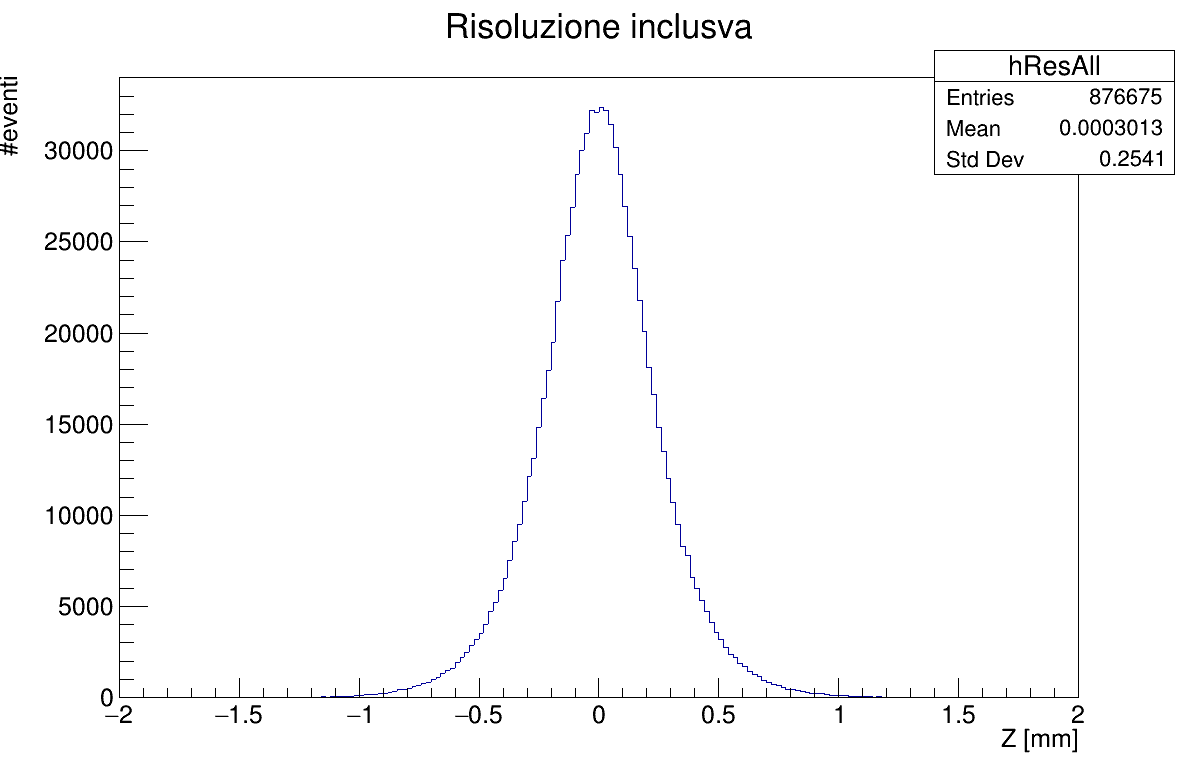 Risoluzione inclusva
hResAll
Entries 876675
Mean 0.0003013
Std Dev 0.2541
#eventi
30000
25000
20000
15000
10000
5000
0
−2 −1.5 −1 −0.5 0 0.5 1 1.5 2
Z [mm]